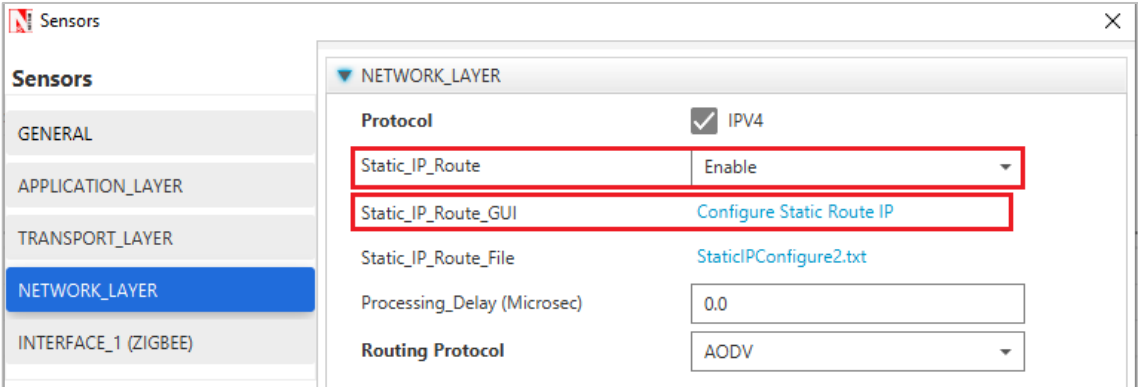 Sensors
Sensors
GENERAL
APPLICATION_LAYER
TRANSPORT_LAYER
NETWORK_LAYER
INTERFACE_1 (ZIGBEE)
NETWORK_LAYER
Protocol IPV4
Static_IP_Route Enable
Static_IP_Route_GUI Configure Static Route IP
Static_IP_Route_File StaticIPConfigure2.txt
Processing_Delay (Microsec) 0.0
Routing Protocol AODV